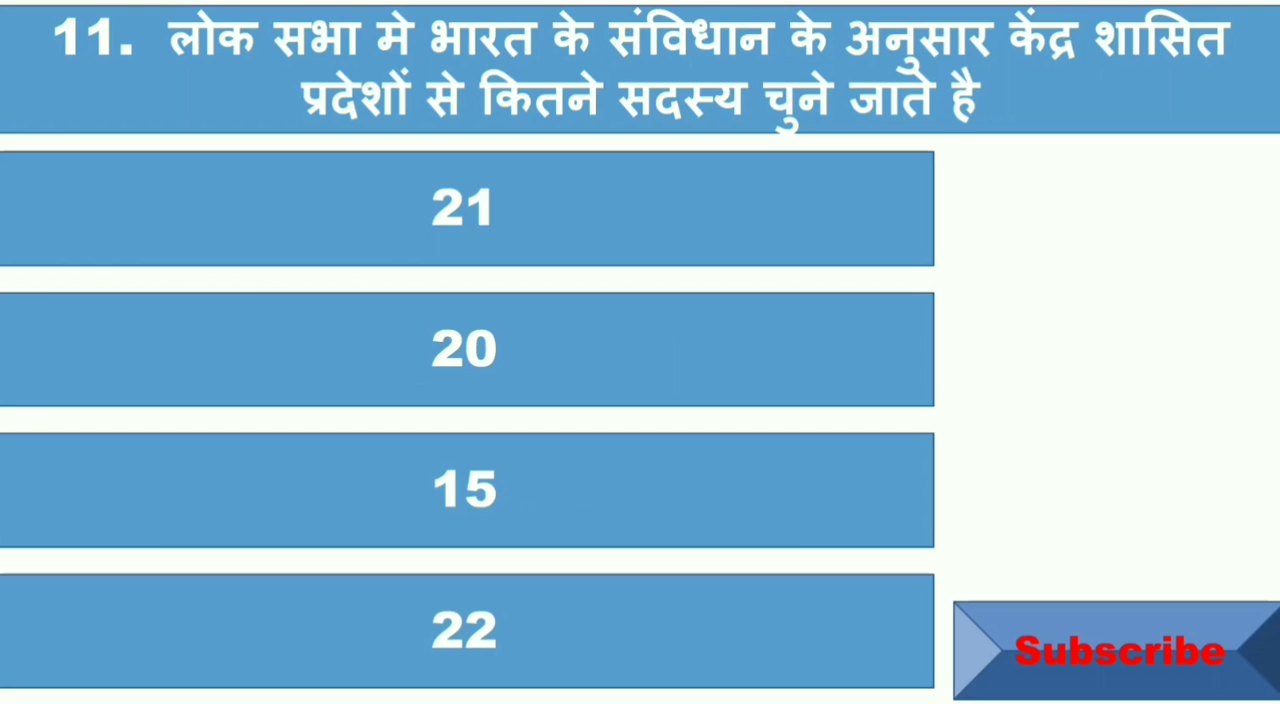 11. लोक सभा मे भारत के संविधान के अनुसार केंद्र शासित
प्रदेशों से कितने सदस्य चुने जाते है
21
20
15
22
Subscribe